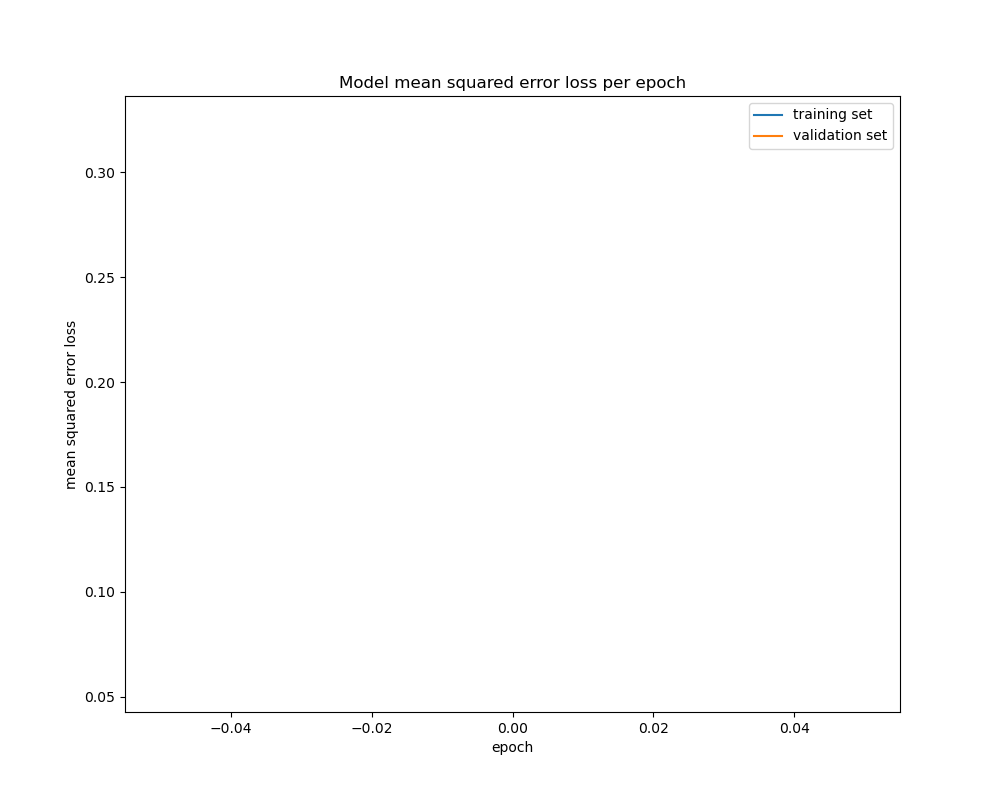 Model mean squared error loss per epoch
training set
validation set
0.30
0.25
0.20
0.15
0.10
0.05
mean squared error loss
−0.04
−0.02
0.00
0.02
0.04
epoch